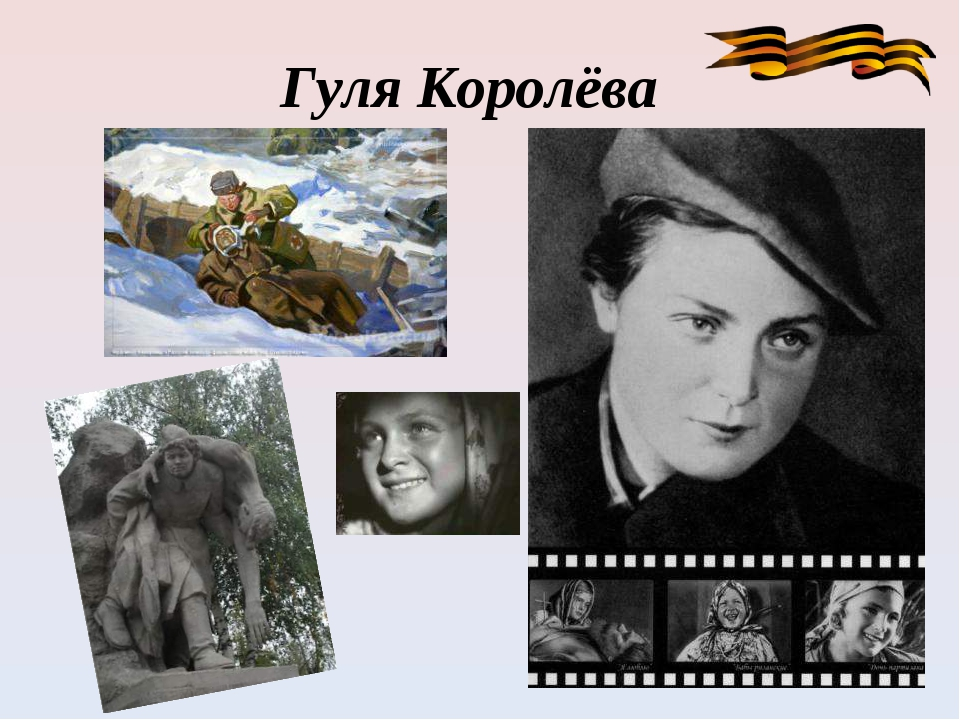 Гуля Королёва
"Я люблю"
"Бабы рязанские"
"Дочь партизана"